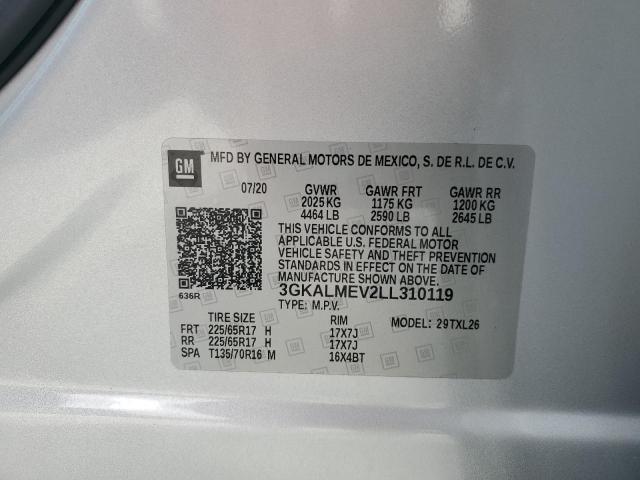 GM MFD BY GENERAL MOTORS DE MEXICO, S. DE R.L. DE C.V.
07/20 GVWR GAWR FRT GAWR RR
2025 KG 1175 KG 1200 KG
4464 LB 2590 LB 2645 LB
THIS VEHICLE CONFORMS TO ALL
APPLICABLE U.S. FEDERAL MOTOR
VEHICLE SAFETY AND THEFT PREVENTION
STANDARDS IN EFFECT ON THE DATE OF
MANUFACTURE SHOWN ABOVE.
636R 3GKALMEV2LL310119
TYPE: M.P.V.
TIRE SIZE RIM MODEL: 29TXL26
FRT 225/65R17 H 17X7J
RR 225/65R17 H 17X7J
SPA T135/70R16 M 16X4BT